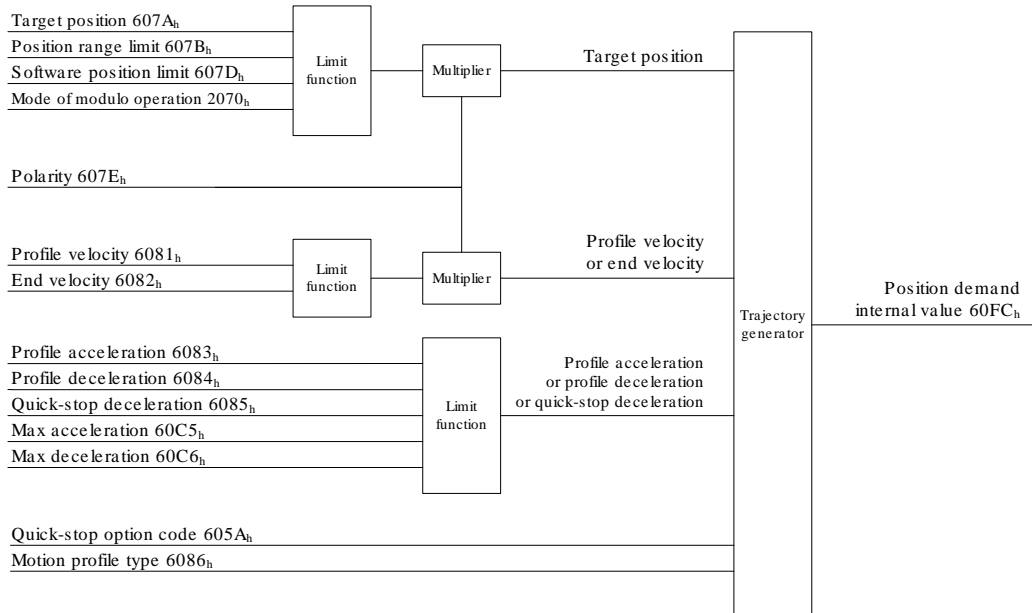 Target position 607Ah
Position range limit 607Bh
Software position limit 607Dh
Mode of modulo operation 2070h
Limit
function
Multiplier
Target position
Polarity 607Eh
Profile velocity 6081h
End velocity 6082h
Limit
function
Multiplier
Profile velocity
or end velocity
Trajectory
generator
Position demand
internal value 60FCh
Profile acceleration 6083h
Profile deceleration 6084h
Quick-stop deceleration 6085h
Max acceleration 60C5h
Max deceleration 60C6h
Limit
function
Profile acceleration
or profile deceleration
or quick-stop deceleration
Quick-stop option code 605Ah
Motion profile type 6086h